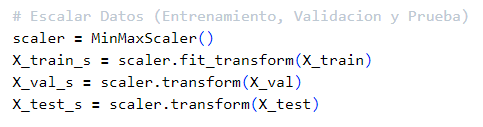 # Escalar Datos (Entrenamiento, Validacion y Prueba)
scaler = MinMaxScaler()
X_train_s = scaler.fit_transform(X_train)
X_val_s = scaler.transform(X_val)
X_test_s = scaler.transform(X_test)